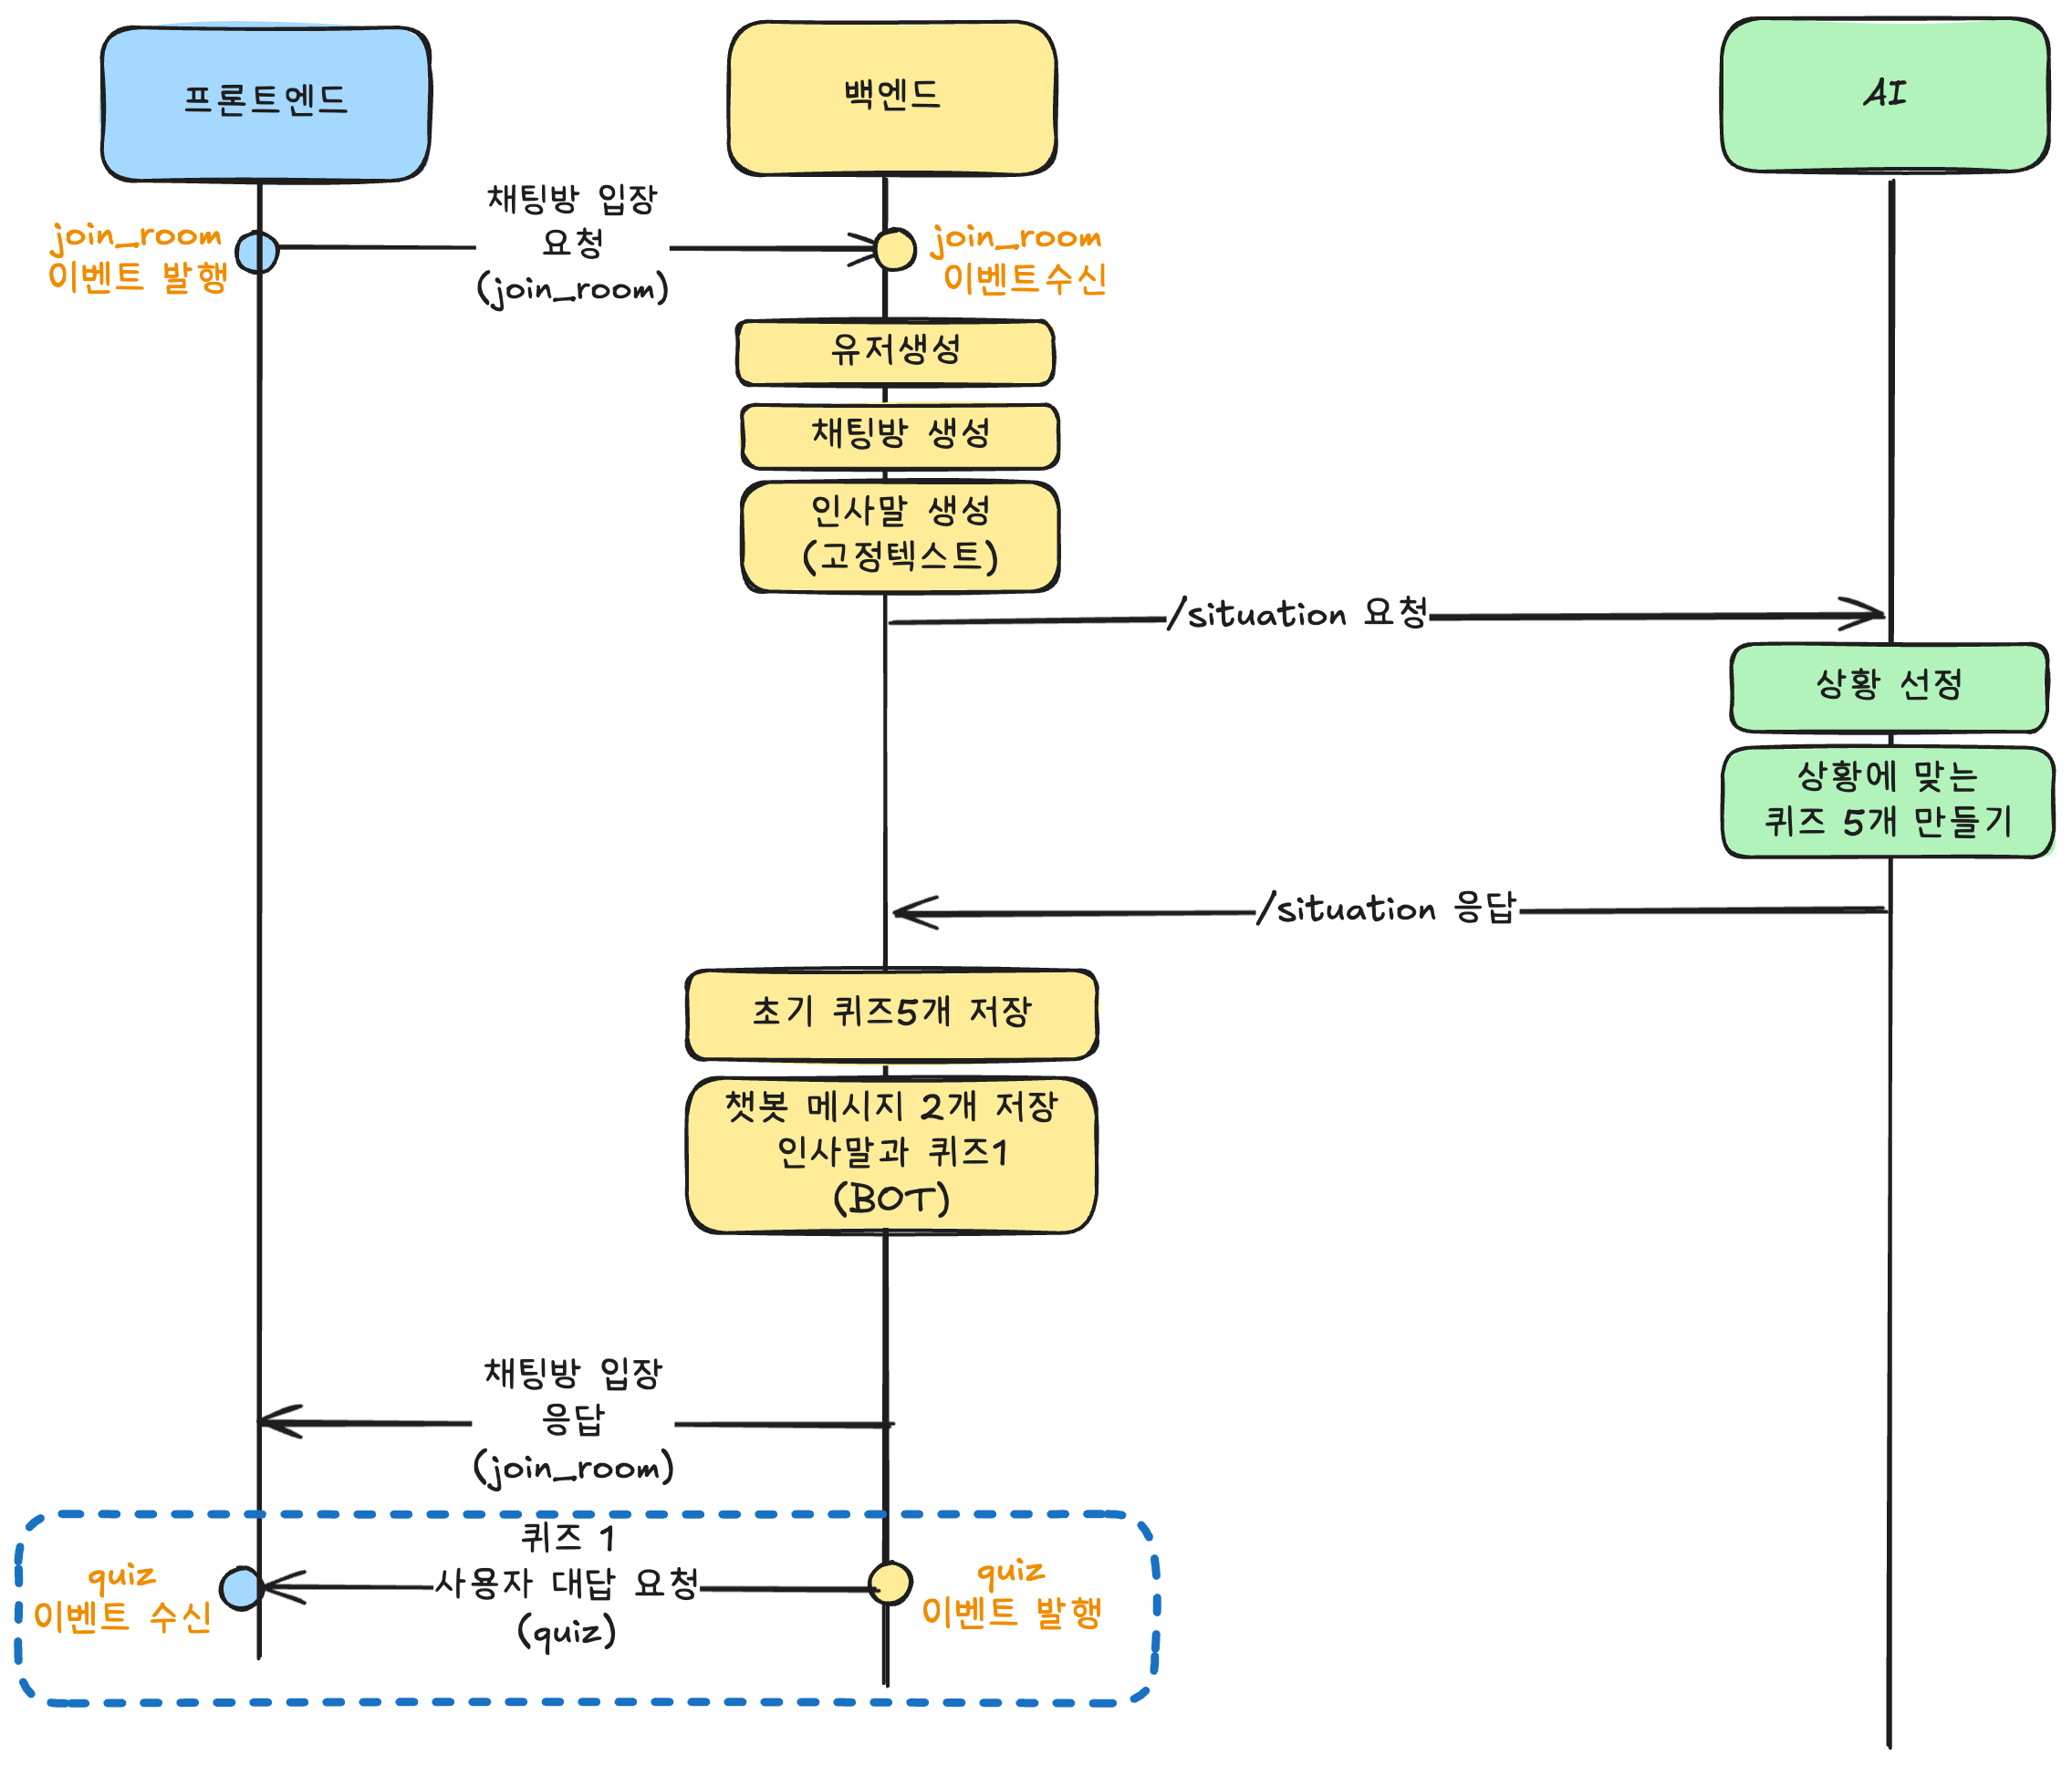 프론트엔드
백엔드
AI
join_room
이벤트 발행
채팅방 입장
요청
(join_room)
join_room
이벤트수신
유저생성
채팅방 생성
인사말 생성
(고정텍스트)
/situation 요청
상황 선정
상황에 맞는
퀴즈 5개 만들기
/situation 응답
초기 퀴즈5개 저장
챗봇 메시지 2개 저장
인사말과 퀴즈1
(BOT)
채팅방 입장
응답
(join_room)
quiz
이벤트 수신
퀴즈 1
사용자 대답 요청
(quiz)
quiz
이벤트 발행